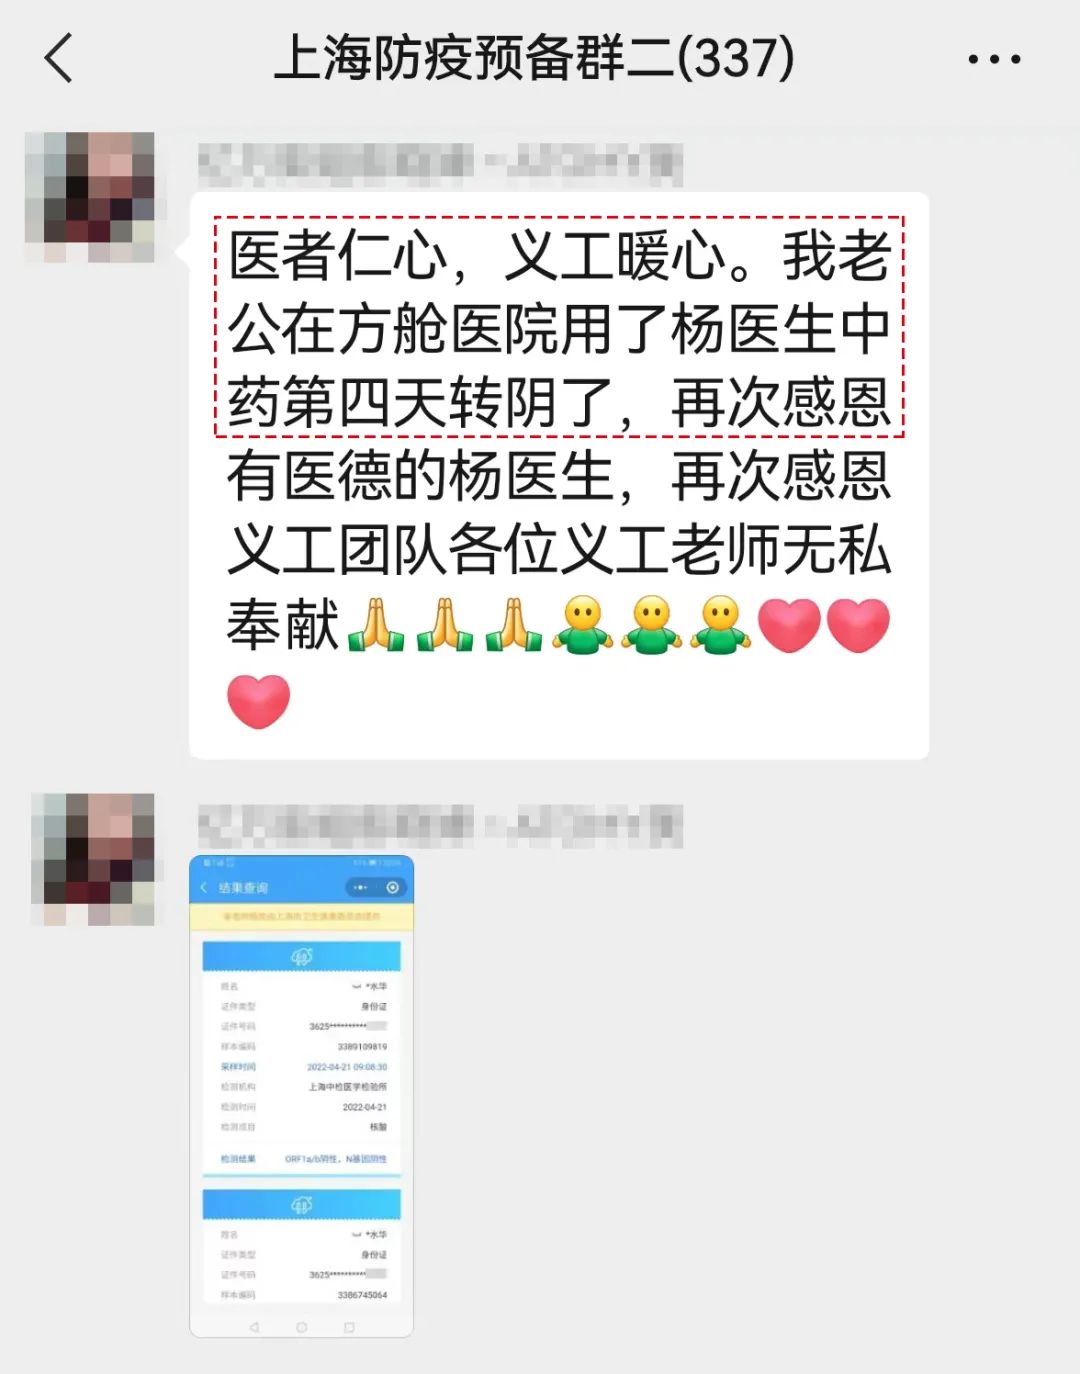 上海防疫预备群二(337)
医者仁心，义工暖心。我老
公在方舱医院用了杨医生中
药第四天转阴了，再次感恩
有医德的杨医生，再次感恩
义工团队各位义工老师无私
奉献🙏🙏🙏🫂🫂🫂❤️❤️
❤️
结果查询
姓名 *水华
证件类型 身份证
证件号码 3625**********
样本编码 3389109819
采样时间 2022-04-21 09:08:30
检测机构 上海中检医学检验所
检测时间 2022-04-21
检测项目 核酸
检测结果 ORF1a/b阴性，N基因阴性
姓名 *水华
证件类型 身份证
证件号码 3625**********
样本编码 3386745064